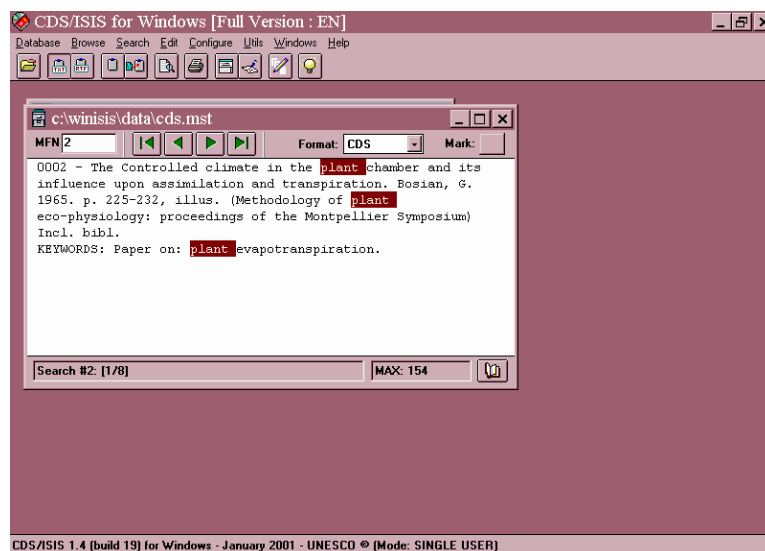 CDS/ISIS for Windows [Full Version : EN]
Database Browse Search Edit Configure Utils Windows Help
TXT RTF
c:\winisis\data\cds.mst
MFN 2 Format: CDS Mark:
0002 - The Controlled climate in the plant chamber and its
influence upon assimilation and transpiration. Bosian, G.
1965. p. 225-232, illus. (Methodology of plant
eco-physiology: proceedings of the Montpellier Symposium)
Incl. bibl.
KEYWORDS: Paper on: plant evapotranspiration.
Search #2: [1/8] MAX: 154
CDS/ISIS 1.4 (build 19) for Windows - January 2001 - UNESCO © (Mode: SINGLE USER)